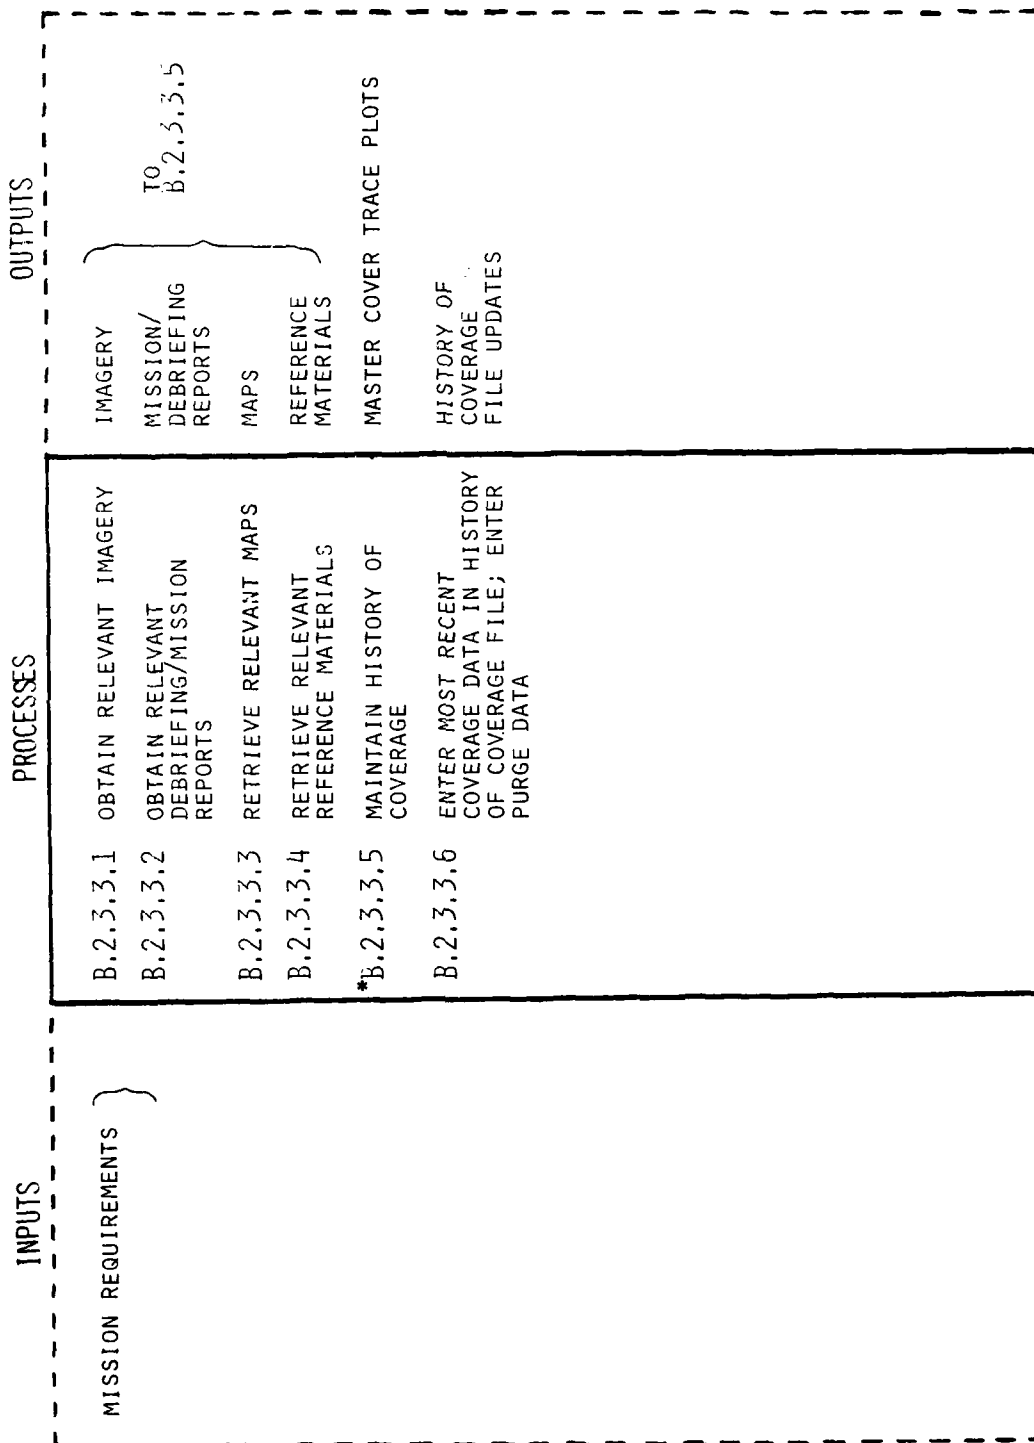 INPUTS
MISSION REQUIREMENTS
PROCESSES
B.2.3.3.1 OBTAIN RELEVANT IMAGERY
B.2.3.3.2 OBTAIN RELEVANT
DEBRIEFING/MISSION
REPORTS
B.2.3.3.3 RETRIEVE RELEVANT MAPS
B.2.3.3.4 RETRIEVE RELEVANT
REFERENCE MATERIALS
*B.2.3.3.5 MAINTAIN HISTORY OF
COVERAGE
B.2.3.3.6 ENTER MOST RECENT
COVERAGE DATA IN HISTORY
OF COVERAGE FILE; ENTER
PURGE DATA
OUTPUTS
IMAGERY
MISSION/
DEBRIEFING
REPORTS
MAPS
REFERENCE
MATERIALS
TO
B.2.3.3.5
MASTER COVER TRACE PLOTS
HISTORY OF
COVERAGE
FILE UPDATES